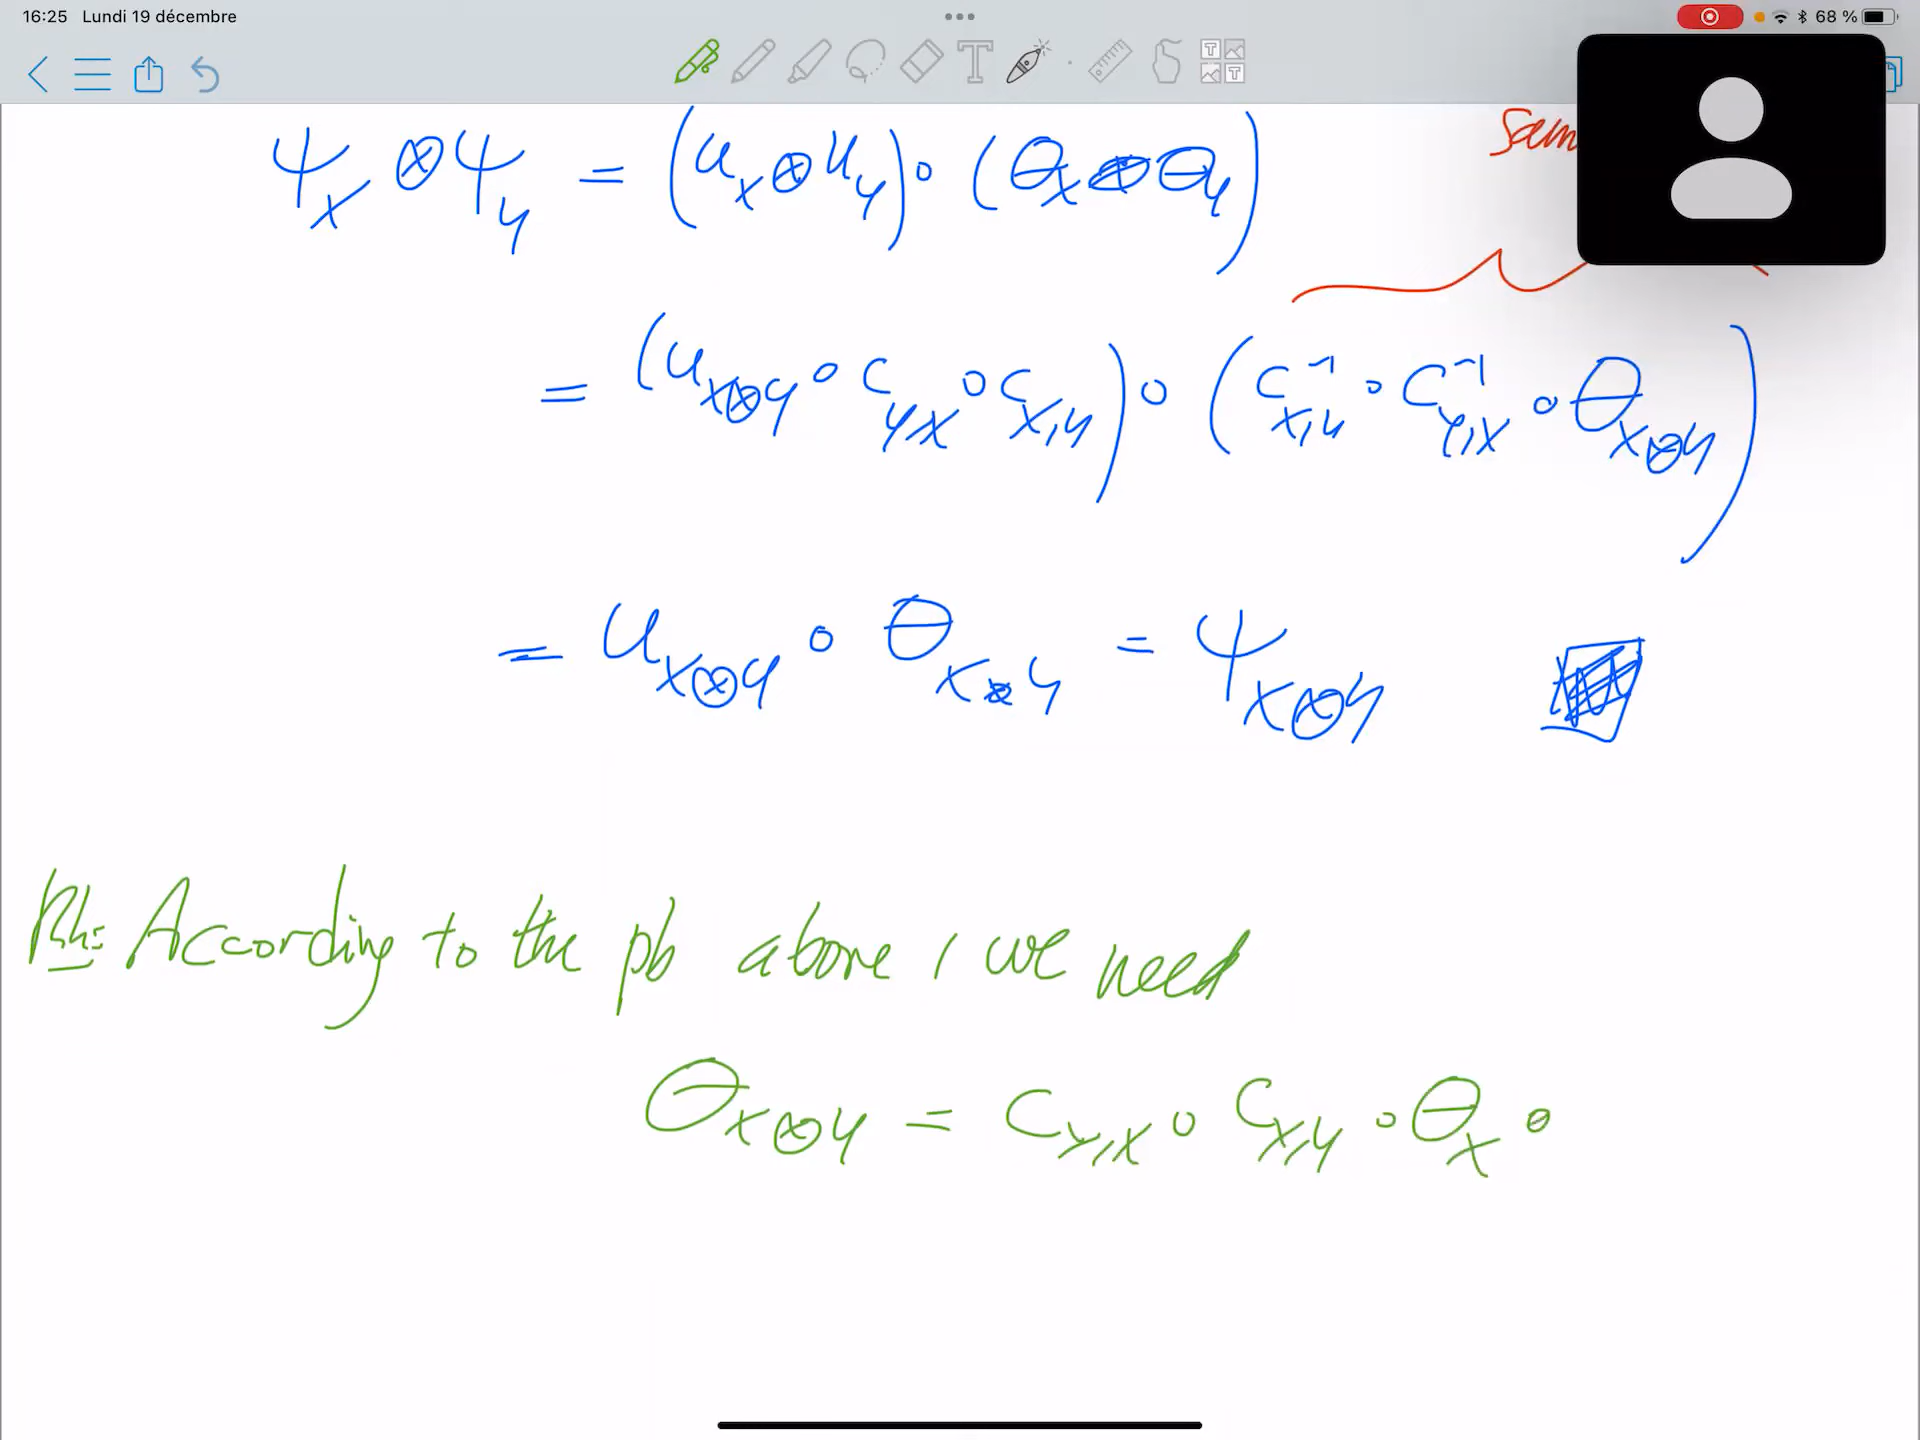 16:25 Lundi 19 décembre 68 %
Sam
Ψ_X ⊗ Ψ_Y = (u_X ⊗ u_Y) ∘ (θ_X ⊗ θ_Y)
= (u_{X⊗Y} ∘ c_{Y,X} ∘ c_{X,Y}) ∘ (c^{-1}_{X,Y} ∘ c^{-1}_{Y,X} ∘ θ_{X⊗Y})
= u_{X⊗Y} ∘ θ_{X⊗Y} = Ψ_{X⊗Y}
Rk: According to the pb above, we need
θ_{X⊗Y} = c_{Y,X} ∘ c_{X,Y} ∘ θ_X ∘